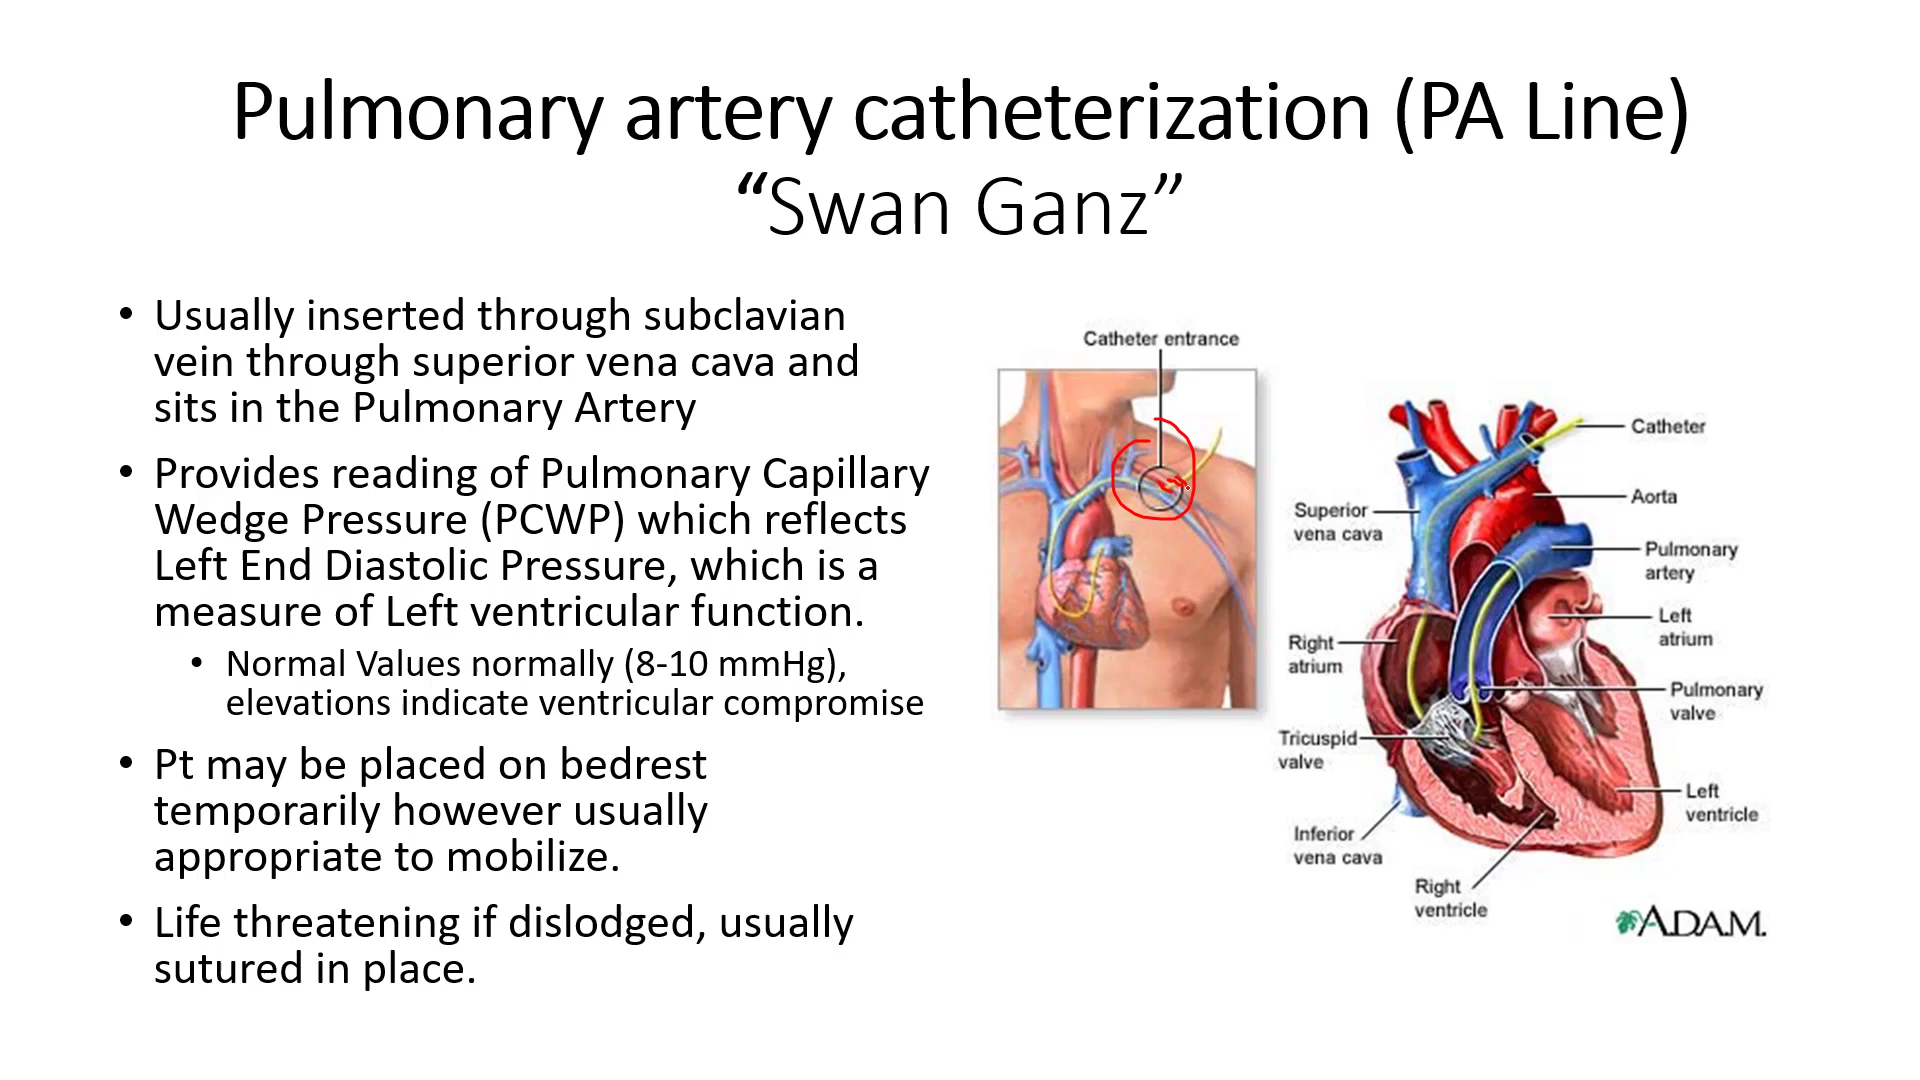 Pulmonary artery catheterization (PA Line)
“Swan Ganz”
• Usually inserted through subclavian
vein through superior vena cava and
sits in the Pulmonary Artery
• Provides reading of Pulmonary Capillary
Wedge Pressure (PCWP) which reflects
Left End Diastolic Pressure, which is a
measure of Left ventricular function.
• Normal Values normally (8-10 mmHg),
elevations indicate ventricular compromise
• Pt may be placed on bedrest
temporarily however usually
appropriate to mobilize.
• Life threatening if dislodged, usually
sutured in place.
Catheter entrance
Catheter
Aorta
Superior
vena cava
Pulmonary
artery
Left
atrium
Right
atrium
Pulmonary
valve
Tricuspid
valve
Left
ventricle
Inferior
vena cava
Right
ventricle
A.D.A.M.